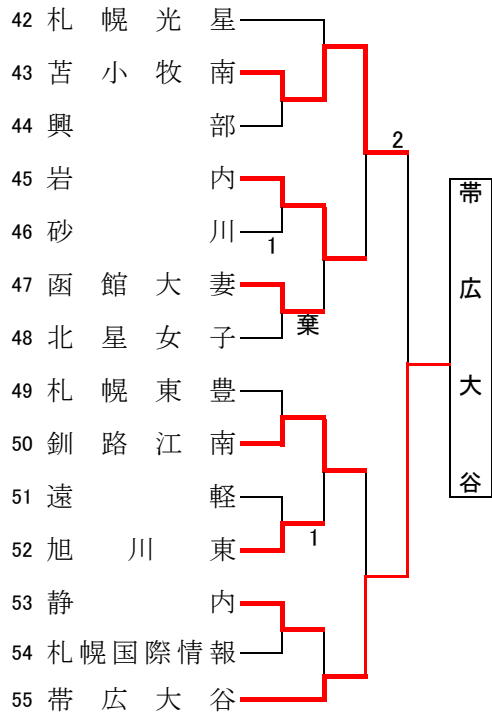 42 札幌光星
43 苫小牧南
44 興部
2
45 岩内
46 砂川
1
47 函館大妻
棄
48 北星女子
49 札幌東豊
50 釧路江南
51 遠軽
1
52 旭川東
53 静内
54 札幌国際情報
55 帯広大谷
帯広大谷